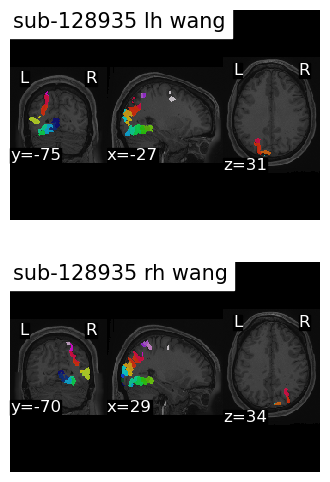 sub-128935 lh wang
L R
L R
y=-75
x=-27
z=31
sub-128935 rh wang
L R
L R
y=-70
x=29
z=34